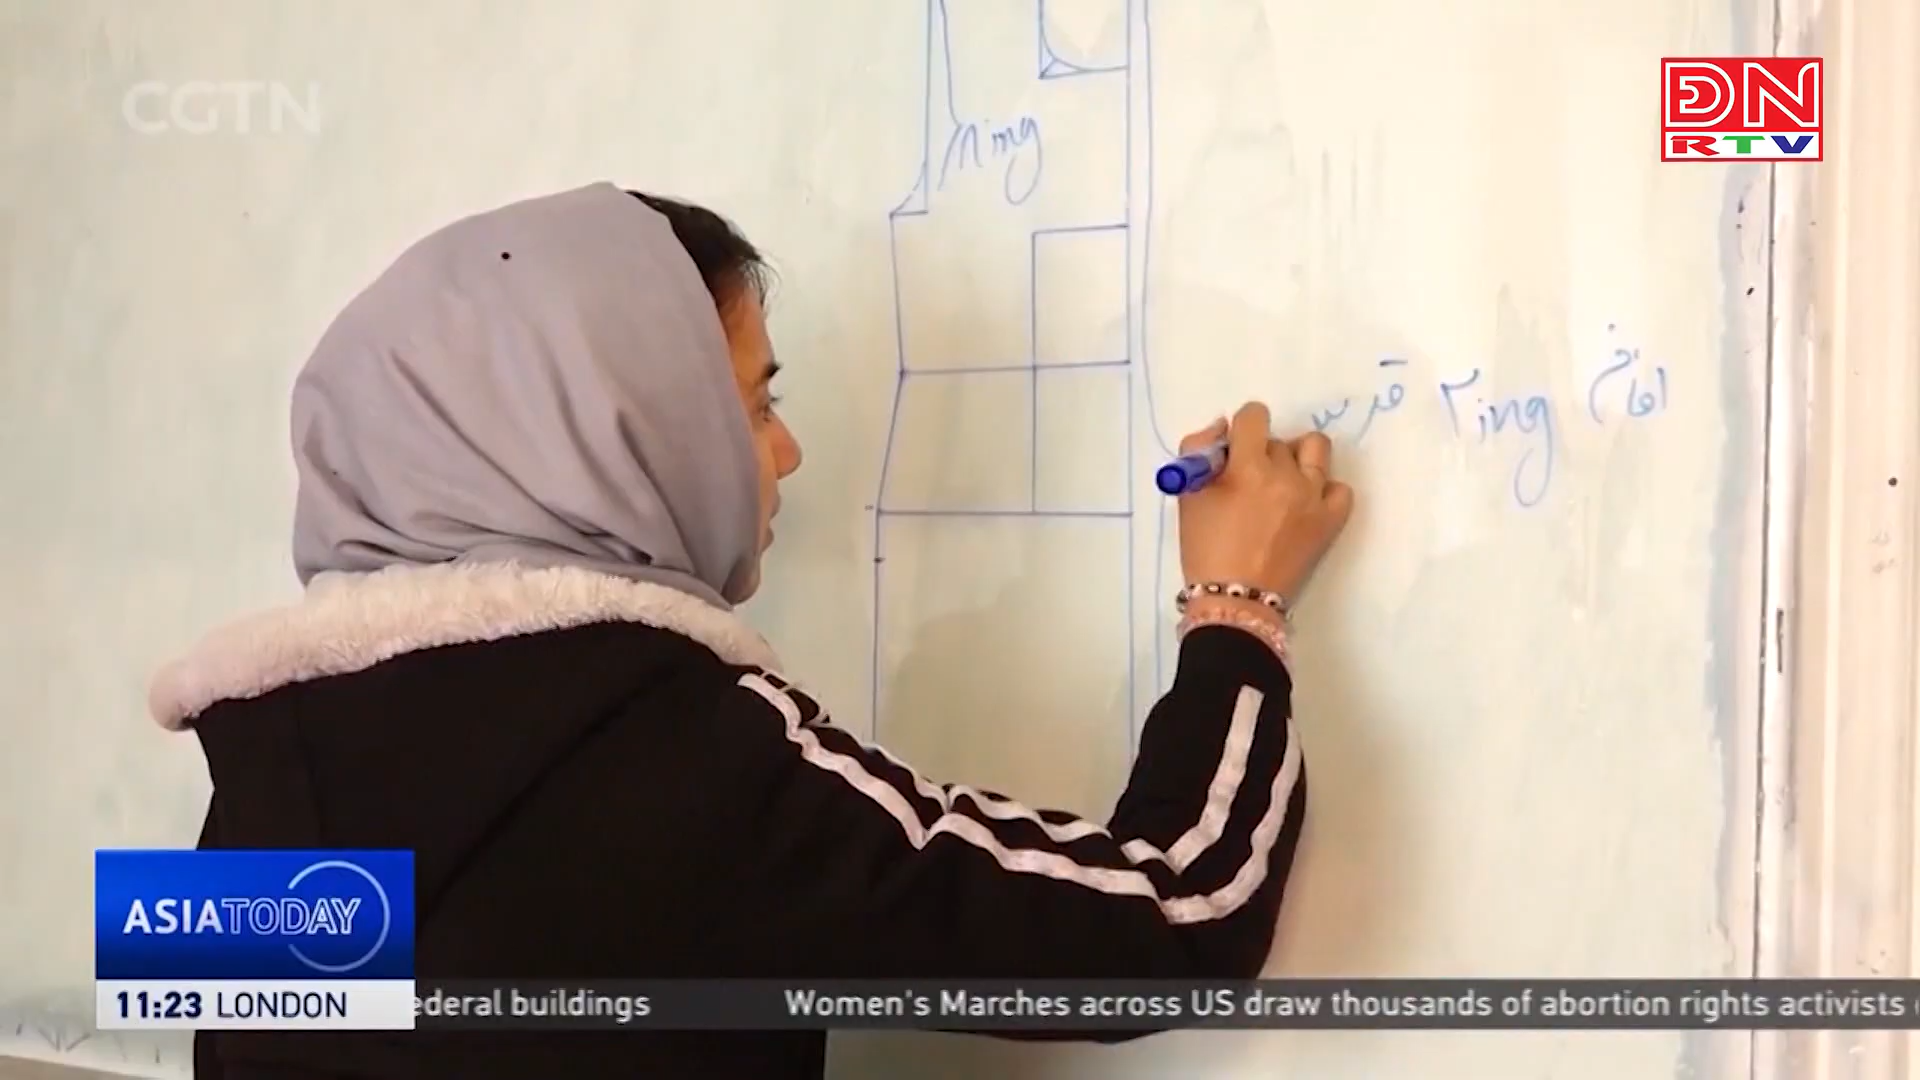 CGTN
DN
RTV
ing
ing
ASIATODAY
11:23 LONDON
ederal buildings Women's Marches across US draw thousands of abortion rights activists